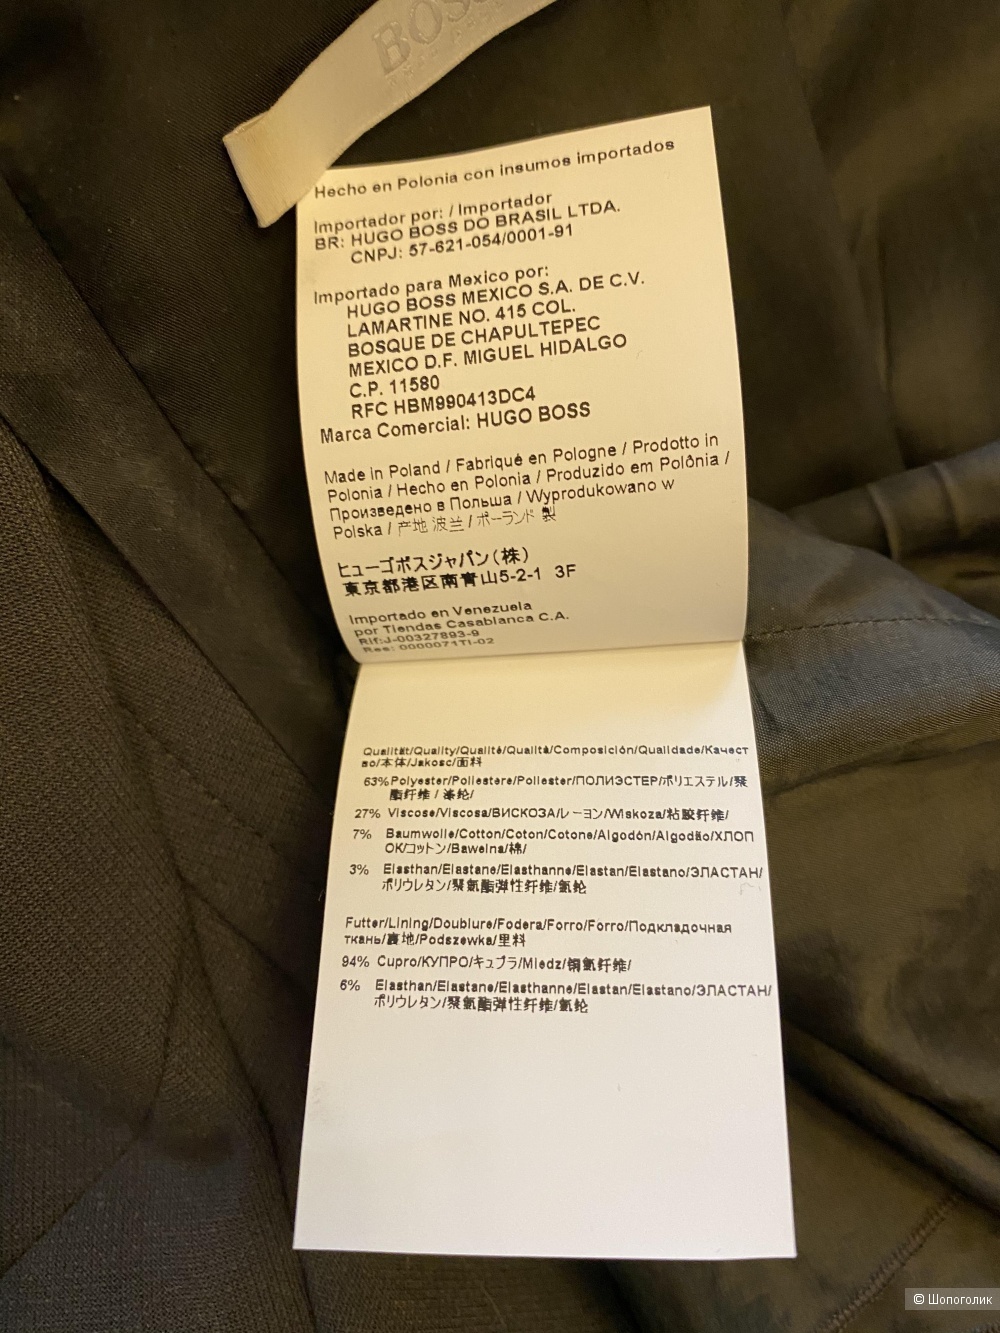 BOSS
Hecho en Polonia con insumos importados
Importador por: / Importador
BR: HUGO BOSS DO BRASIL LTDA.
CNPJ: 57-621-054/0001-91
Importado para Mexico por:
HUGO BOSS MEXICO S.A. DE C.V.
LAMARTINE NO. 415 COL.
BOSQUE DE CHAPULTEPEC
MEXICO D.F. MIGUEL HIDALGO
C.P. 11580
RFC HBM990413DC4
Marca Comercial: HUGO BOSS
Made in Poland / Fabriqué en Pologne / Prodotto in
Polonia / Hecho en Polonia / Produzido em Polônia /
Произведено в Польша / Wyprodukowano w
Polska / 产地 波兰 / ポーランド 製
ヒューゴボスジャパン(株)
東京都港区南青山5-2-1 3F
Importado en Venezuela
por Tiendas Casablanca C.A.
Rif:J-00327893-9
Res: 0000071TI-02
Qualität/Quality/Qualité/Qualità/Composición/Qualidade/Качест
во/本体/Jakosc/面料
63% Polyester/Poliestere/Poliester/ПОЛИЭСТЕР/ポリエステル/聚
酯纤维 / 涤纶/
27% Viscose/Viscosa/ВИСКОЗА/レーヨン/Wiskoza/粘胶纤维/
7% Baumwolle/Cotton/Coton/Cotone/Algodón/Algodão/ХЛОП
ОК/コットン/Bawelna/棉/
3% Elasthan/Elastane/Elasthanne/Elastan/Elastano/ЭЛАСТАН/
ポリウレタン/聚氨酯弹性纤维/氨纶
Futter/Lining/Doublure/Fodera/Forro/Forro/Подкладочная
ткань/裏地/Podszewka/里料
94% Cupro/КУПРО/キュプラ/Miedz/铜氨纤维/
6% Elasthan/Elastane/Elasthanne/Elastan/Elastano/ЭЛАСТАН/
ポリウレタン/聚氨酯弹性纤维/氨纶
© Шопоголик